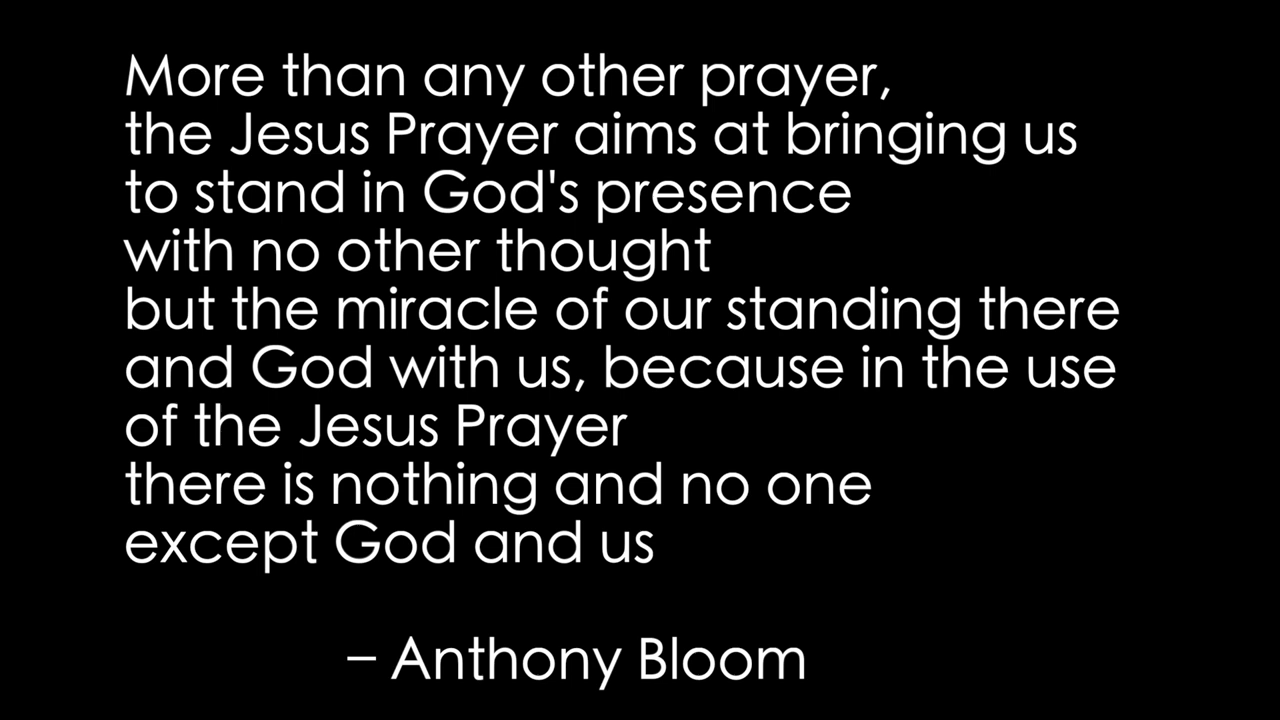 More than any other prayer,
the Jesus Prayer aims at bringing us
to stand in God's presence
with no other thought
but the miracle of our standing there
and God with us, because in the use
of the Jesus Prayer
there is nothing and no one
except God and us
– Anthony Bloom